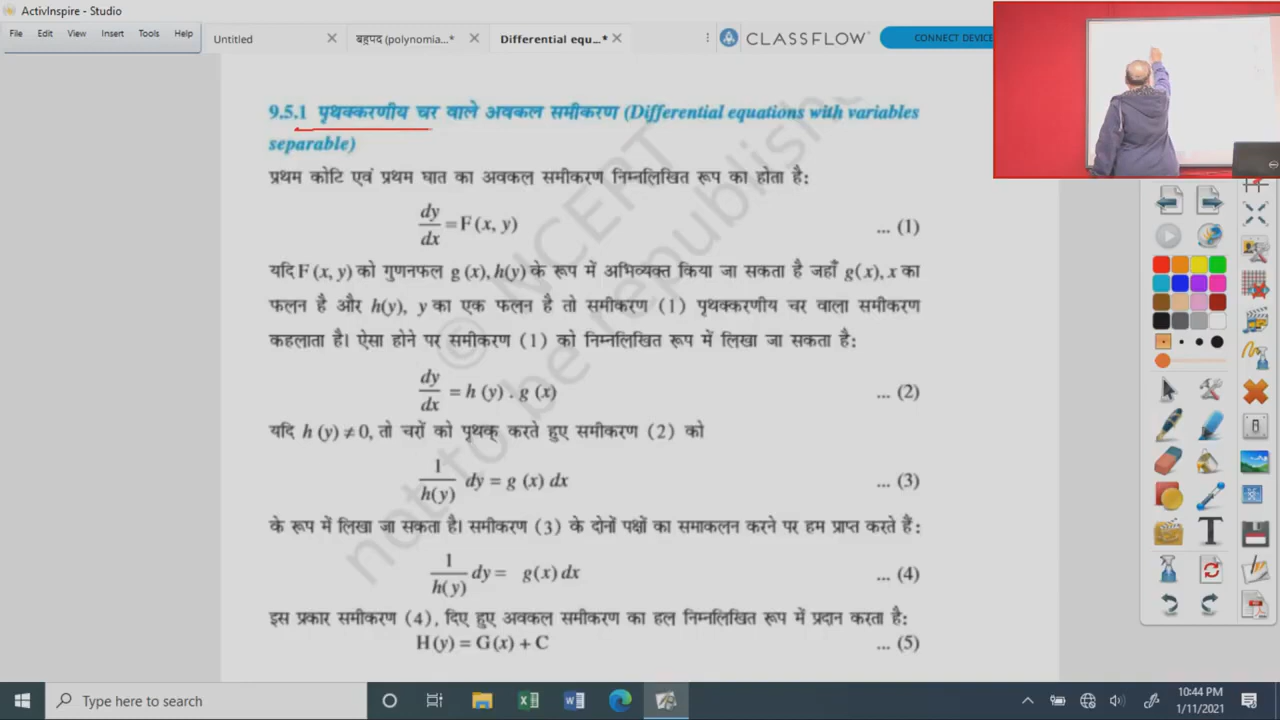 ActivInspire - Studio
File Edit View Insert Tools Help
Untitled
बहुपद (polynomia...*
Differential equ...*
CLASSFLOW
CONNECT DEVICE
9.5.1 पृथक्करणीय चर वाले अवकल समीकरण (Differential equations with variables
separable)
प्रथम कोटि एवं प्रथम घात का अवकल समीकरण निम्नलिखित रूप का होता है:
dy/dx = F (x, y) ... (1)
यदि F (x, y) को गुणनफल g (x), h(y) के रूप में अभिव्यक्त किया जा सकता है जहाँ g(x), x का
फलन है और h(y), y का एक फलन है तो समीकरण (1) पृथक्करणीय चर वाला समीकरण
कहलाता है। ऐसा होने पर समीकरण (1) को निम्नलिखित रूप में लिखा जा सकता है:
dy/dx = h (y) . g (x) ... (2)
यदि h (y) ≠ 0, तो चरों को पृथक् करते हुए समीकरण (2) को
1/h(y) dy = g (x) dx ... (3)
के रूप में लिखा जा सकता है। समीकरण (3) के दोनों पक्षों का समाकलन करने पर हम प्राप्त करते हैं:
1/h(y) dy = g(x) dx ... (4)
इस प्रकार समीकरण (4), दिए हुए अवकल समीकरण का हल निम्नलिखित रूप में प्रदान करता है:
H(y) = G(x) + C ... (5)
© NCERT
not to be republished
Type here to search
10:44 PM
1/11/2021